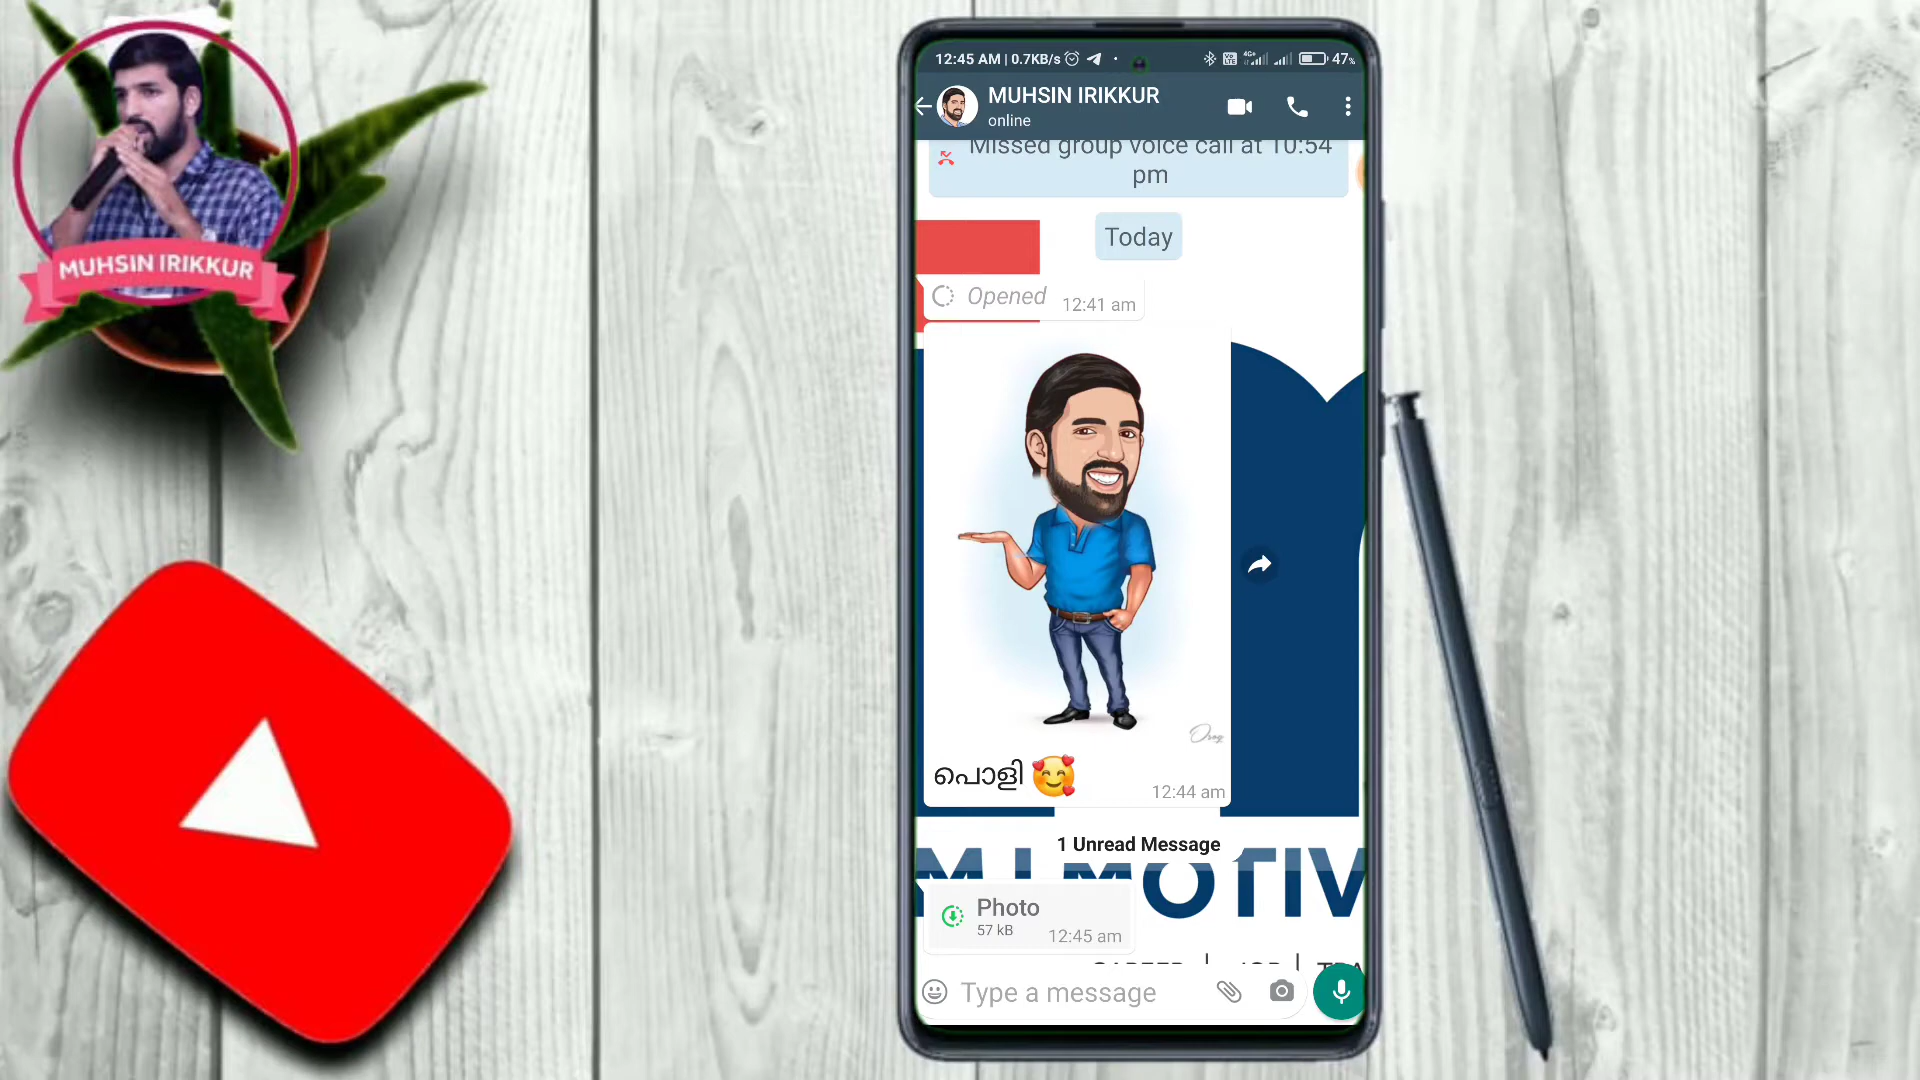 MUHSIN IRIKKUR
12:45 AM | 0.7KB/s
4G+
47%
MUHSIN IRIKKUR
online
Missed group voice call at 10:54
pm
Today
Opened 12:41 am
പൊളി 🥰
12:44 am
1 Unread Message
M I MOTIV
Photo
57 kB
12:45 am
Type a message